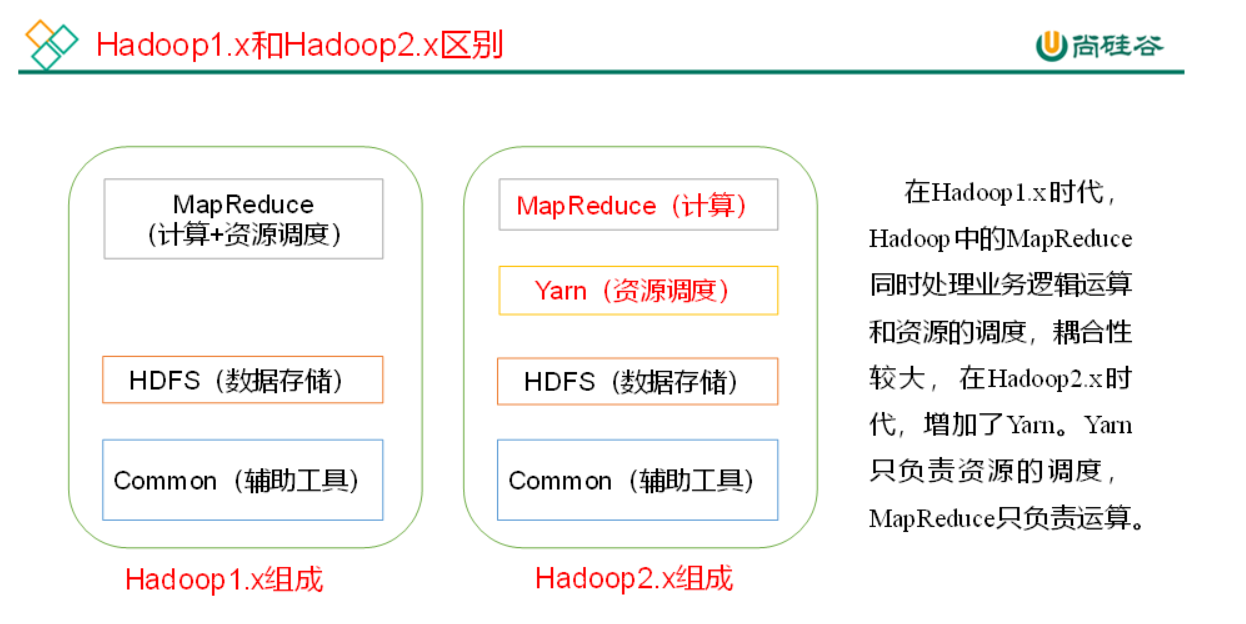 Hadoop1.x和Hadoop2.x区别
尚硅谷
MapReduce
（计算+资源调度）
HDFS（数据存储）
Common（辅助工具）
Hadoop1.x组成
MapReduce（计算）
Yarn（资源调度）
HDFS（数据存储）
Common（辅助工具）
Hadoop2.x组成
在Hadoop1.x时代，
Hadoop中的MapReduce
同时处理业务逻辑运算
和资源的调度，耦合性
较大，在Hadoop2.x时
代，增加了Yarn。Yarn
只负责资源的调度，
MapReduce只负责运算。